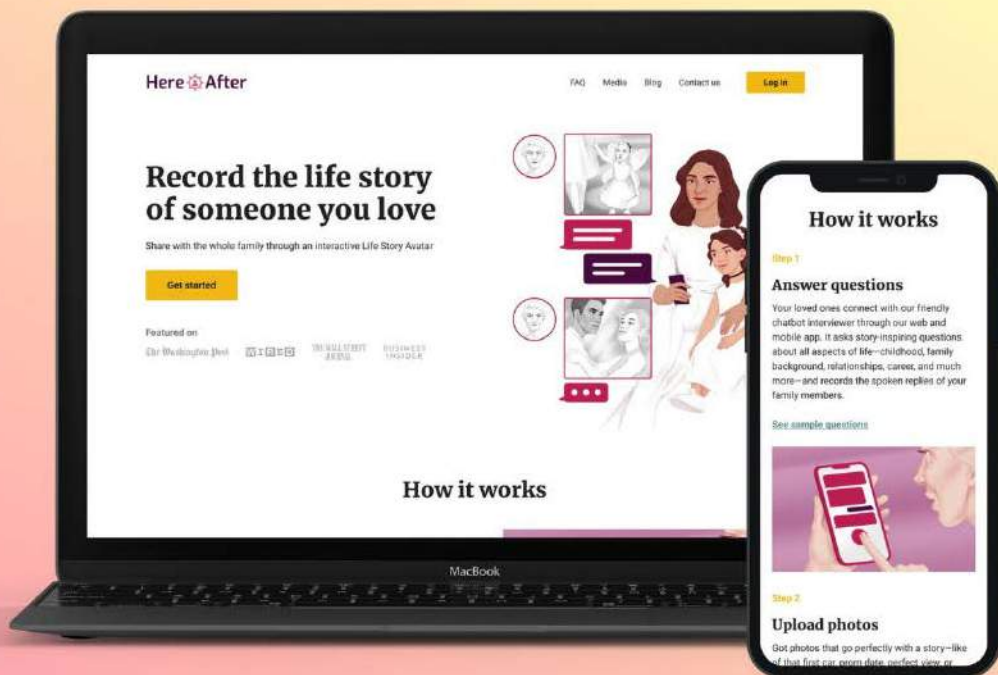 Here After
FAQ Media Blog Contact us Log in
Record the life story
of someone you love
Share with the whole family through an interactive Life Story Avatar
Get started
Featured on
The Washington Post WIRED THE WALL STREET JOURNAL BUSINESS INSIDER
How it works
MacBook
How it works
Step 1
Answer questions
Your loved ones connect with our friendly
chatbot interviewer through our web and
mobile app. It asks story-inspiring questions
about all aspects of life—childhood, family
background, relationships, career, and much
more—and records the spoken replies of your
family members.
See sample questions
Step 2
Upload photos
Got photos that go perfectly with a story—like
of that first car, prom date, perfect view, or